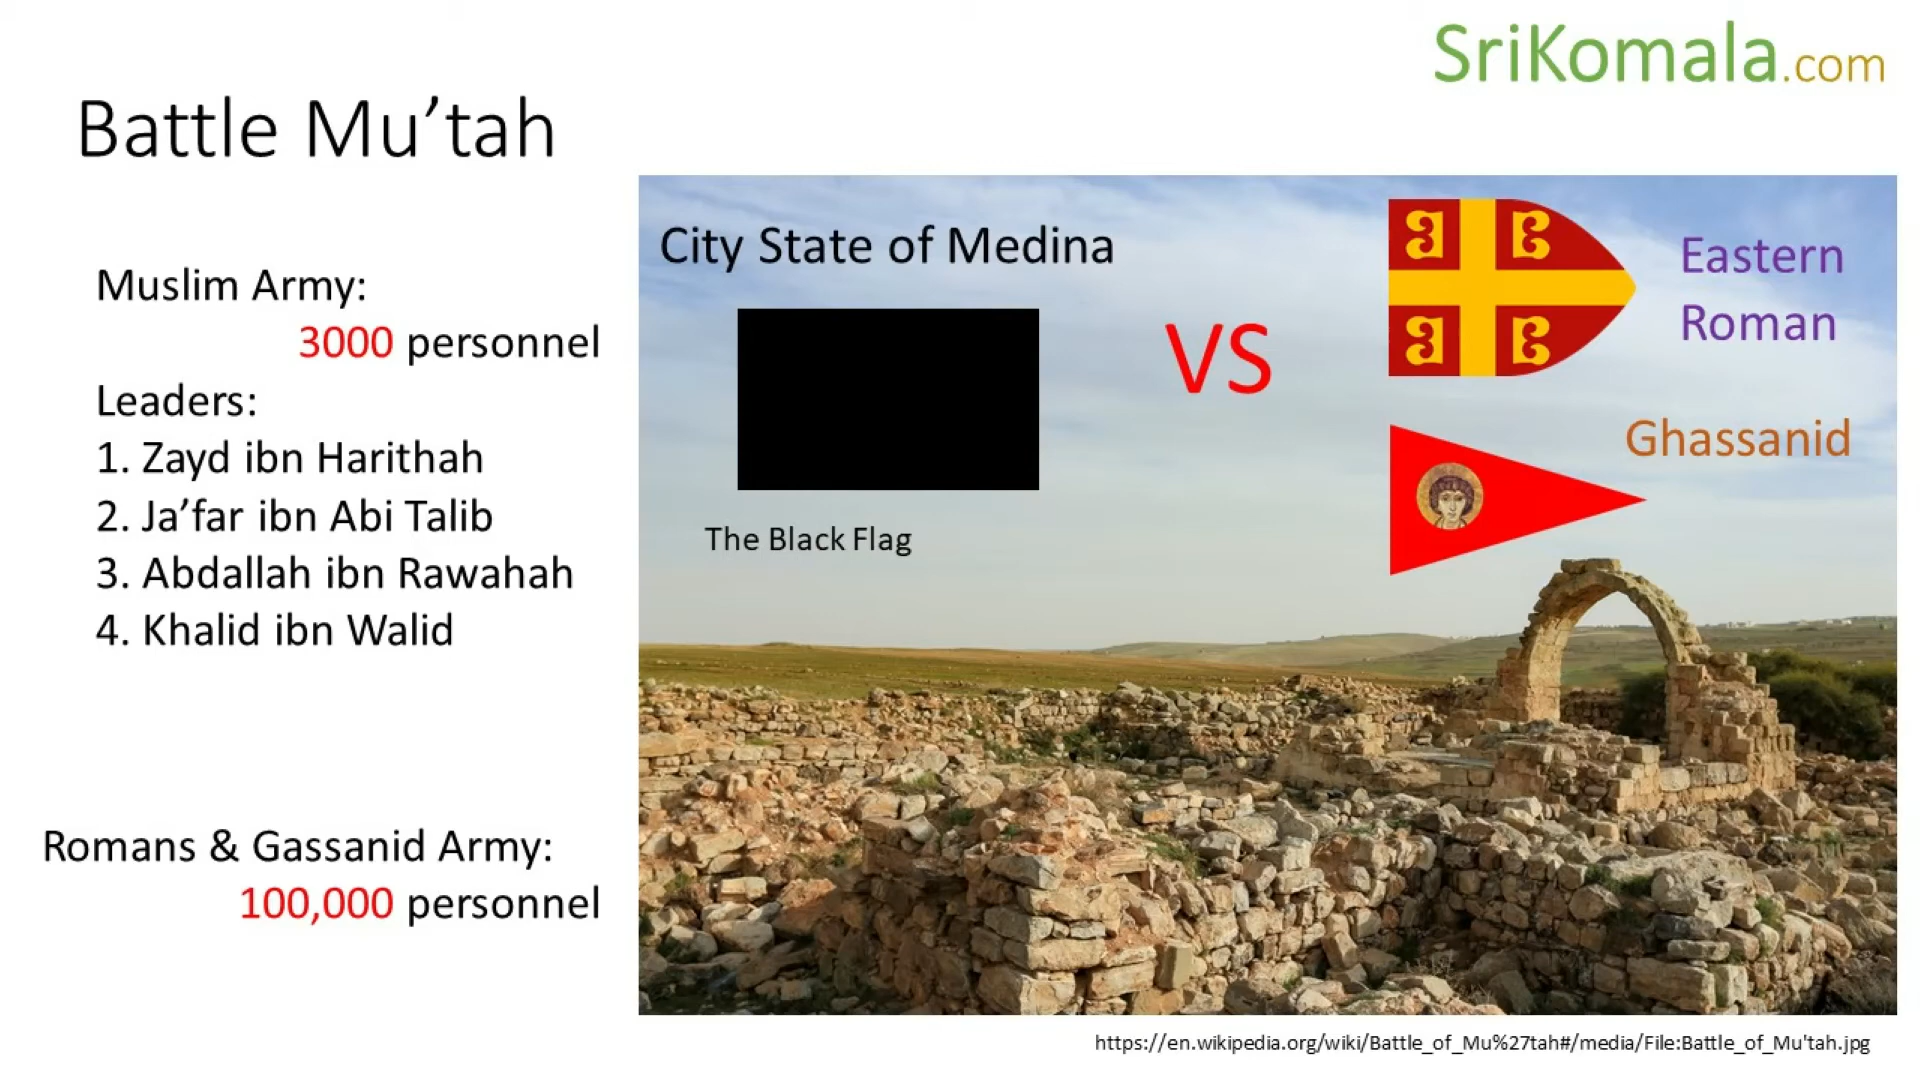 SriKomala.com
Battle Mu’tah
Muslim Army:
3000 personnel
Leaders:
1. Zayd ibn Harithah
2. Ja’far ibn Abi Talib
3. Abdallah ibn Rawahah
4. Khalid ibn Walid
Romans & Gassanid Army:
100,000 personnel
City State of Medina
The Black Flag
VS
Eastern
Roman
Ghassanid
https://en.wikipedia.org/wiki/Battle_of_Mu%27tah#/media/File:Battle_of_Mu'tah.jpg